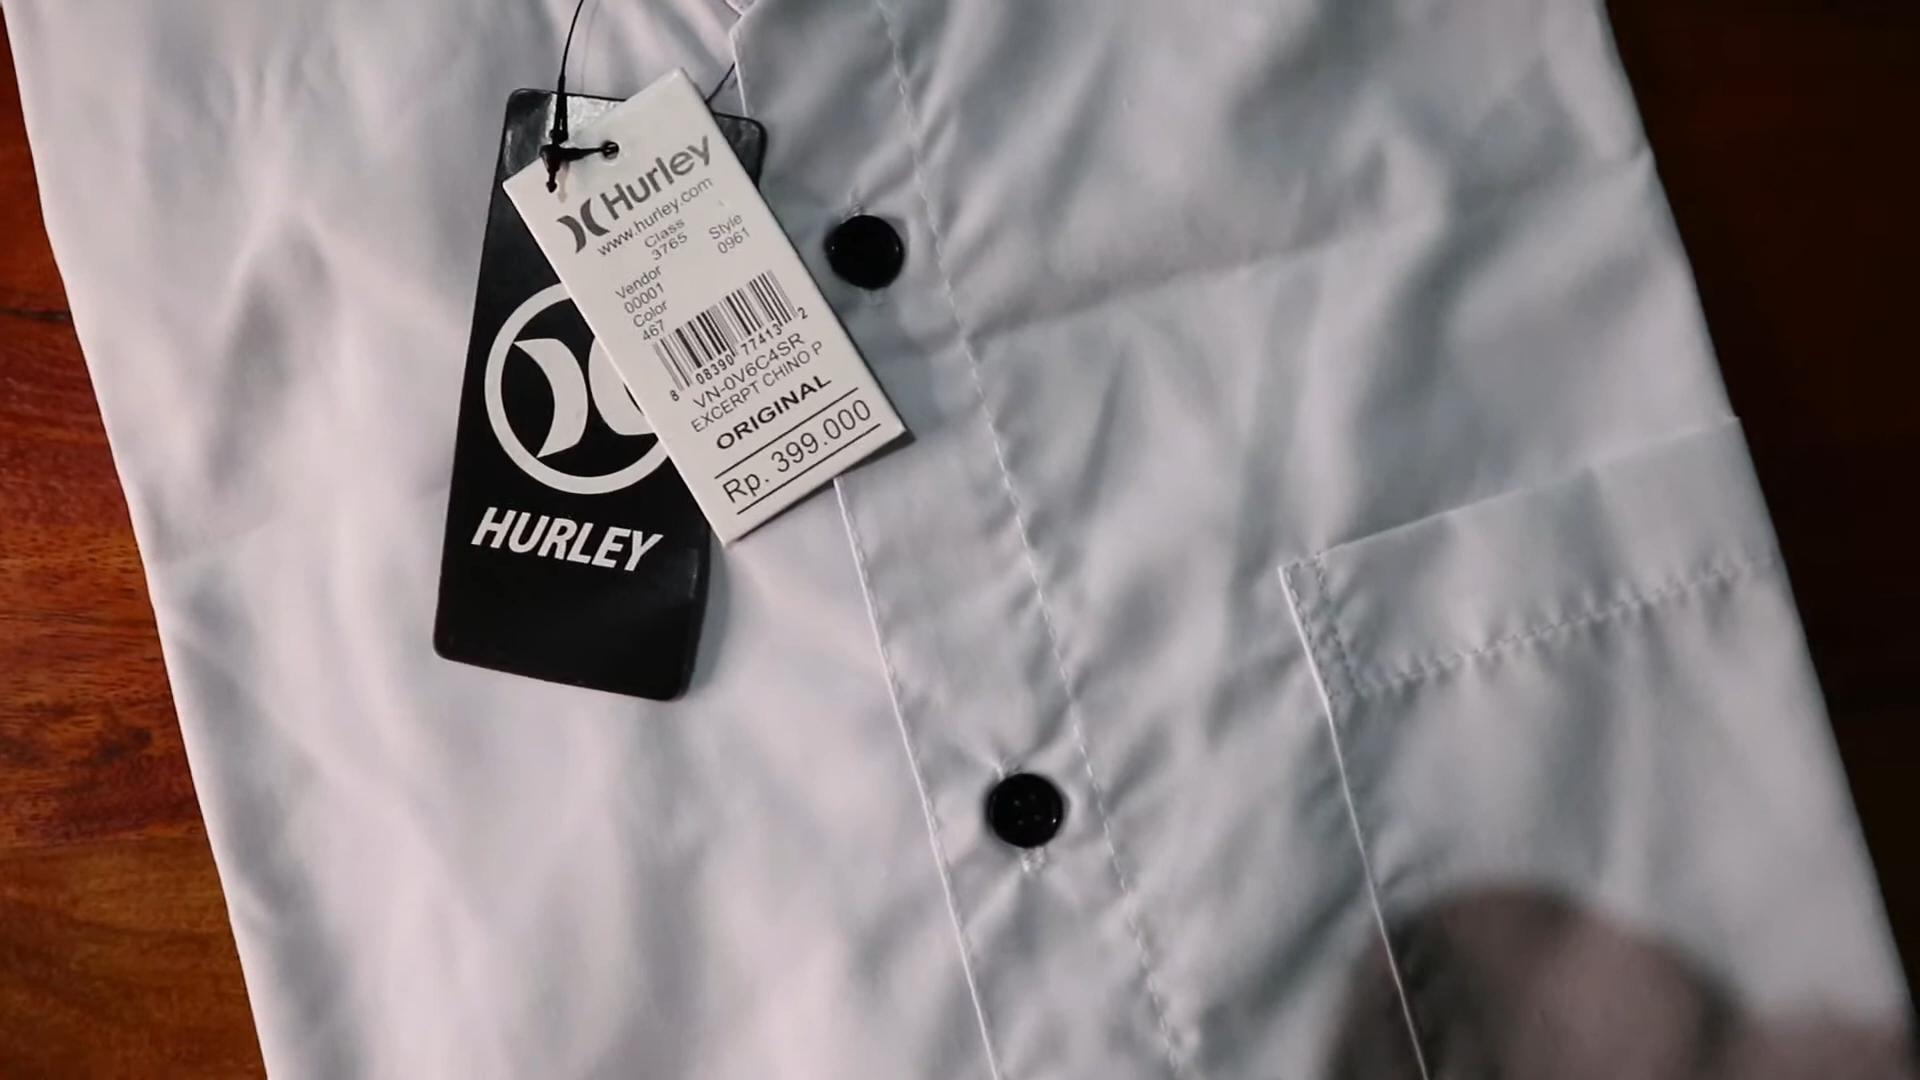 Hurley
www.hurley.com
Class Style
3765 0961
Vendor
00001
Color
467
8 08390 77413 2
VN-0V6C4SR
EXCERPT CHINO P
ORIGINAL
Rp. 399.000
HURLEY